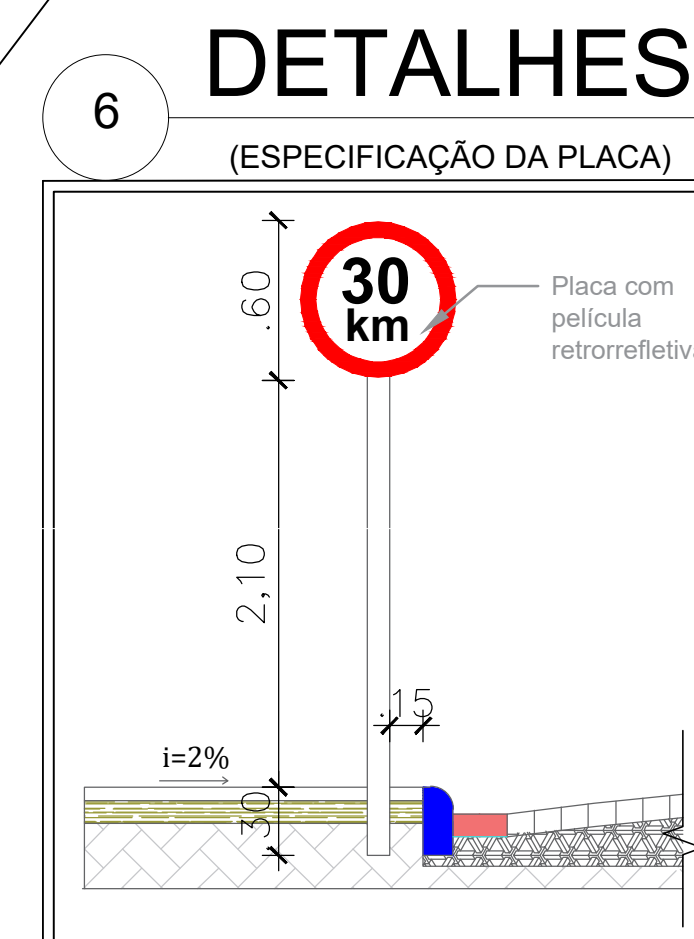 DETALHES
6
(ESPECIFICAÇÃO DA PLACA)
.60
30
km
Placa com
película
retrorrefletiva
2,10
.15
i=2%
30